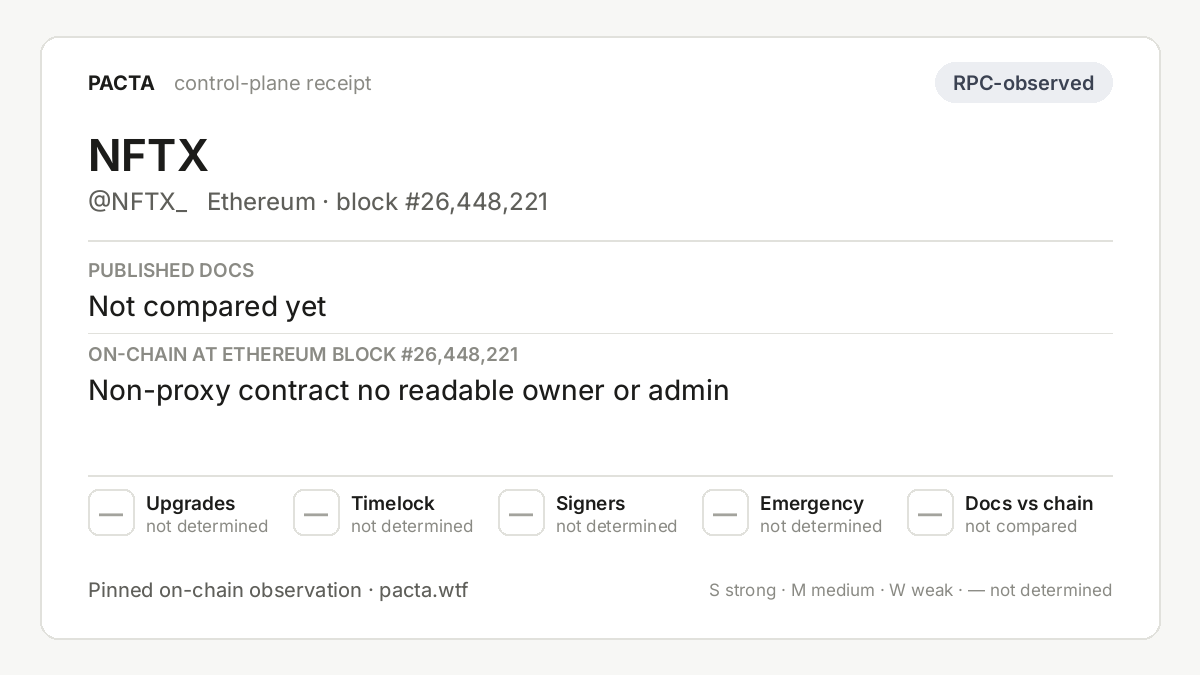 PACTA control-plane receipt RPC-observed
NFTX
@NFTX_ Ethereum · block #26,448,221
PUBLISHED DOCS
Not compared yet
ON-CHAIN AT ETHEREUM BLOCK #26,448,221
Non-proxy contract no readable owner or admin
— Upgrades — Timelock — Signers — Emergency — Docs vs chain
not determined not determined not determined not determined not compared
Pinned on-chain observation · pacta.wtf S strong · M medium · W weak · — not determined